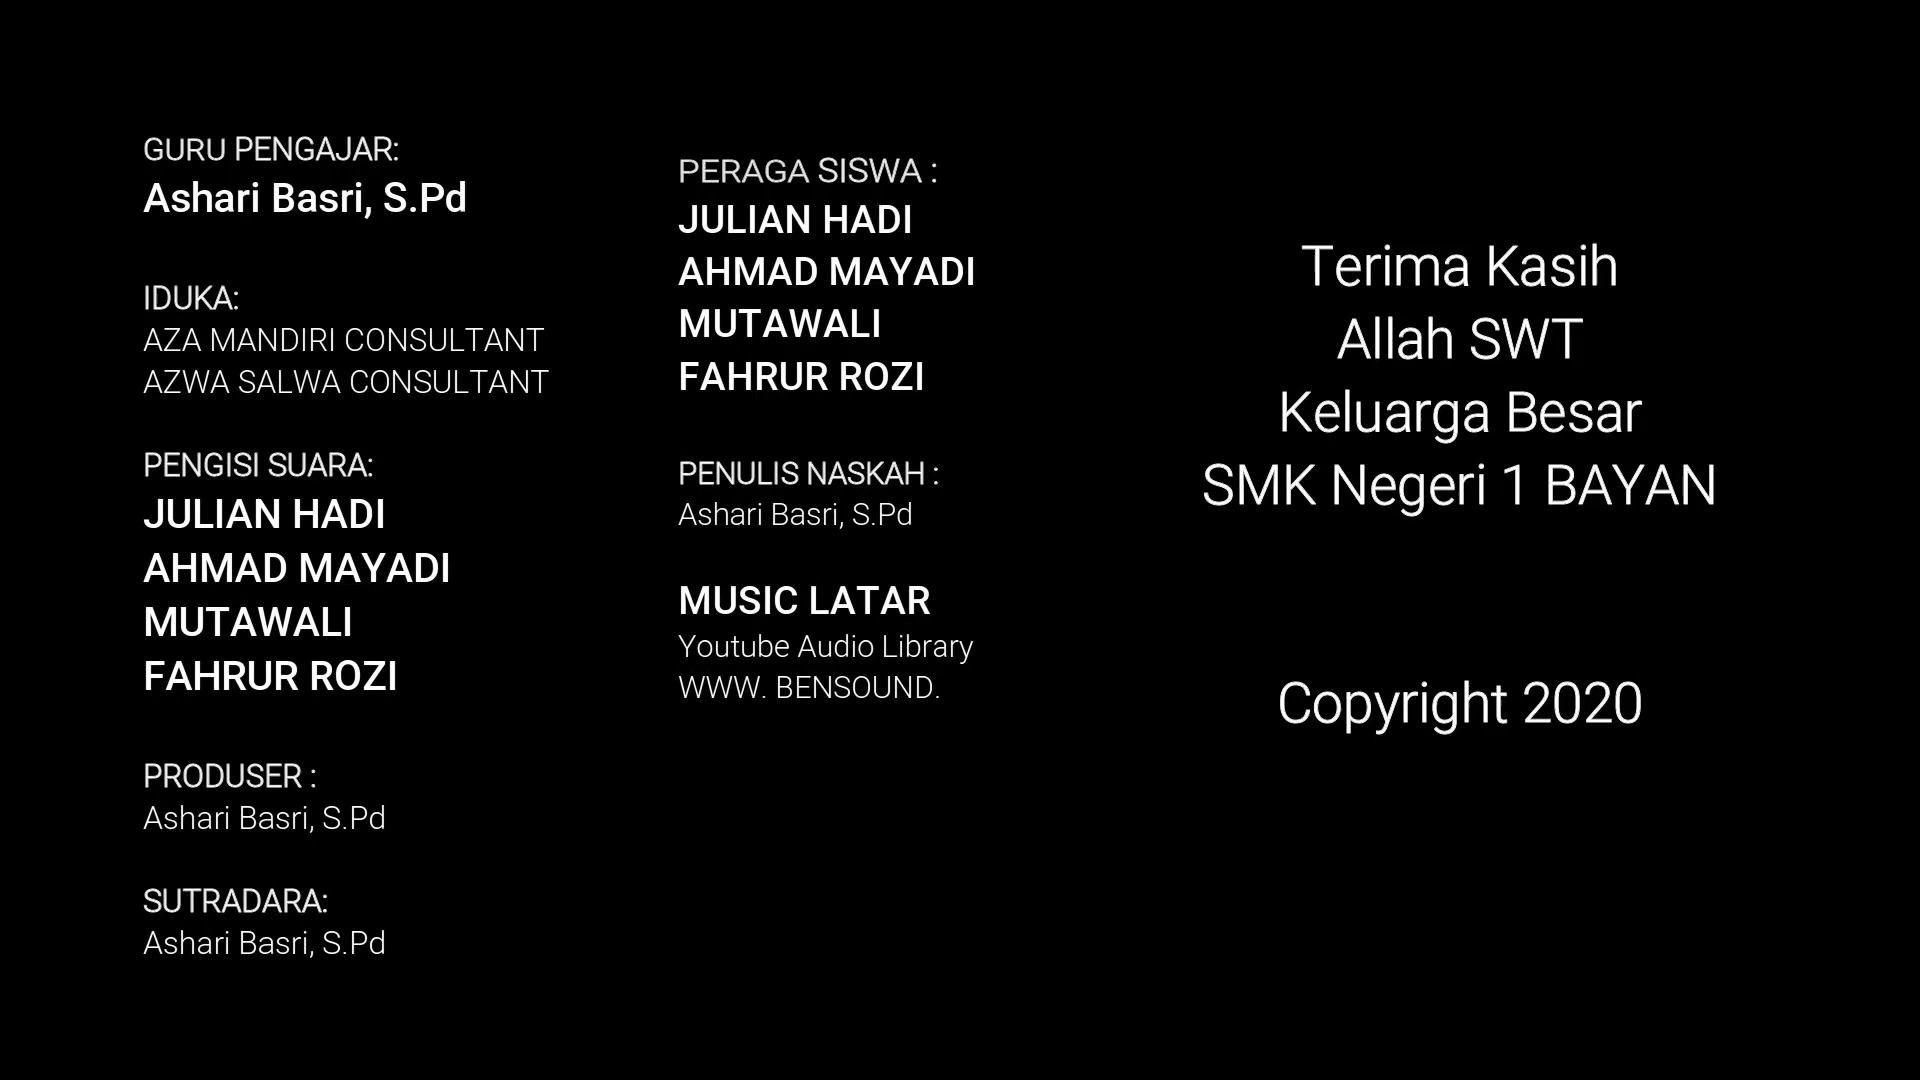 GURU PENGAJAR:
Ashari Basri, S.Pd
IDUKA:
AZA MANDIRI CONSULTANT
AZWA SALWA CONSULTANT
PENGISI SUARA:
JULIAN HADI
AHMAD MAYADI
MUTAWALI
FAHRUR ROZI
PRODUSER :
Ashari Basri, S.Pd
SUTRADARA:
Ashari Basri, S.Pd
PERAGA SISWA :
JULIAN HADI
AHMAD MAYADI
MUTAWALI
FAHRUR ROZI
PENULIS NASKAH :
Ashari Basri, S.Pd
MUSIC LATAR
Youtube Audio Library
WWW. BENSOUND.
Terima Kasih
Allah SWT
Keluarga Besar
SMK Negeri 1 BAYAN
Copyright 2020